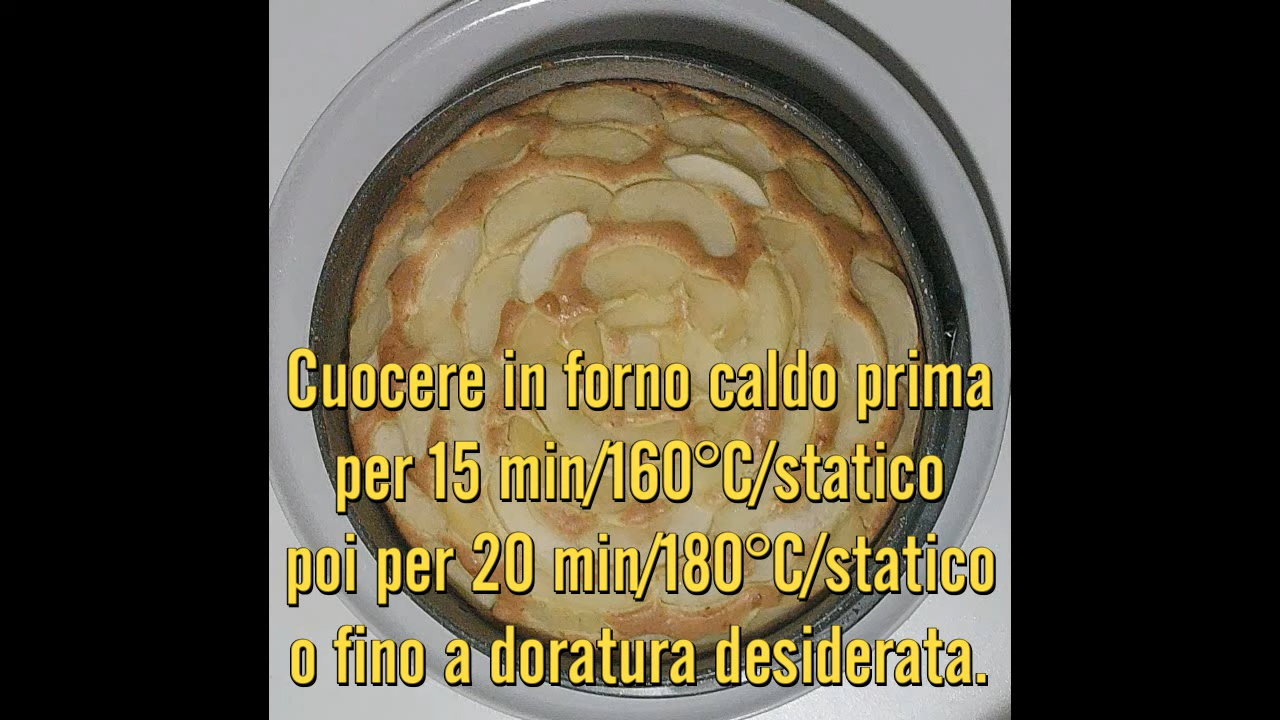 Cuocere in forno caldo prima
per 15 min/160°C/statico
poi per 20 min/180°C/statico
o fino a doratura desiderata.